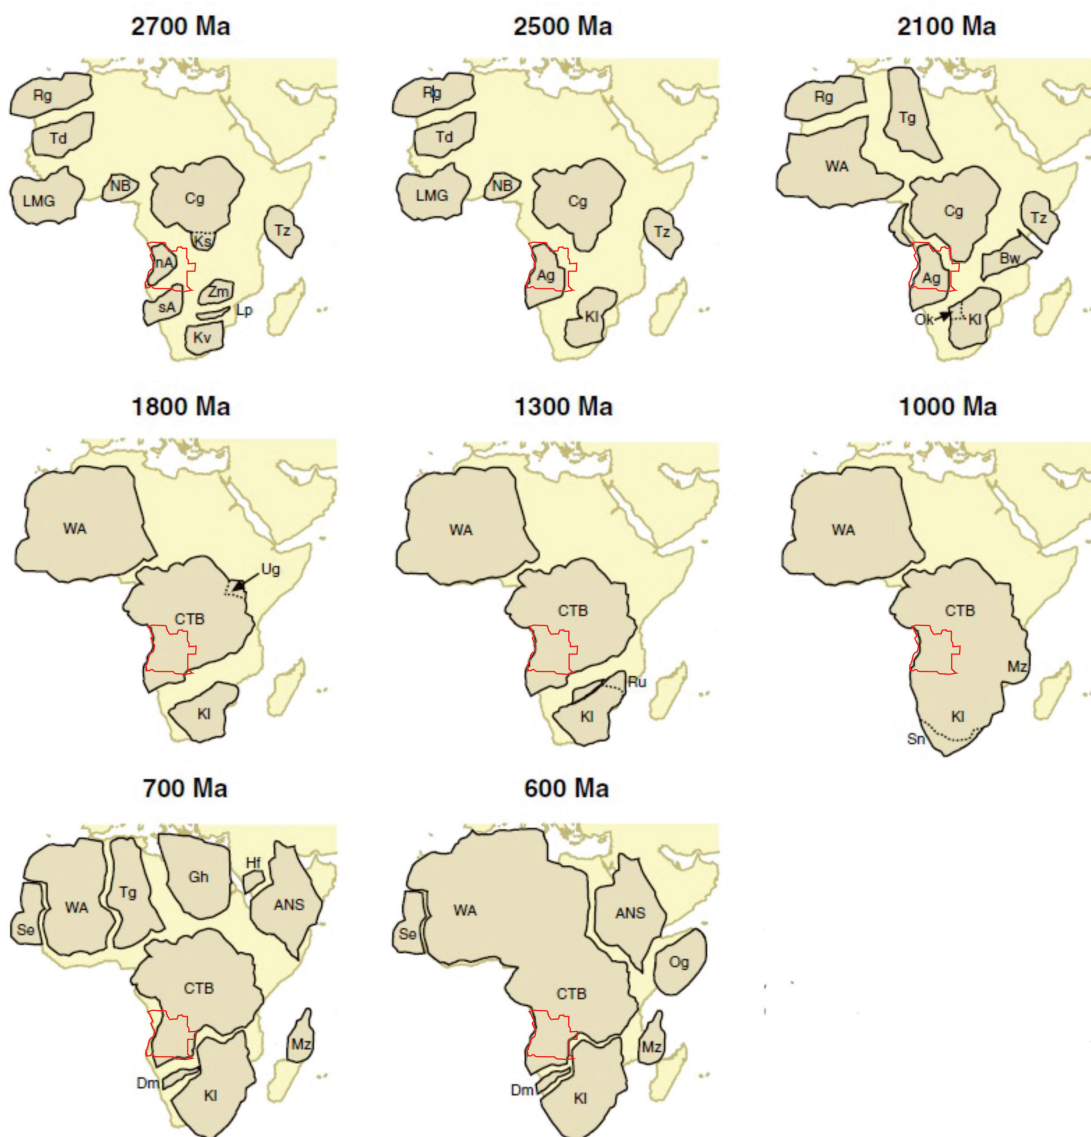 2700 Ma
2500 Ma
2100 Ma
Rg
Td
LMG
NB
Cg
Ks
Tz
nA
sA
Zm
Lp
Kv
Rg
Td
LMG
NB
Cg
Tz
Ag
Kl
Rg
Tg
WA
Cg
Tz
Bw
Ag
Ok
Kl
1800 Ma
1300 Ma
1000 Ma
WA
Ug
CTB
Kl
WA
CTB
Ru
Kl
WA
CTB
Mz
Kl
Sn
700 Ma
600 Ma
Se
WA
Tg
Gh
Hf
ANS
CTB
Mz
Dm
Kl
Se
WA
ANS
Og
CTB
Mz
Dm
Kl